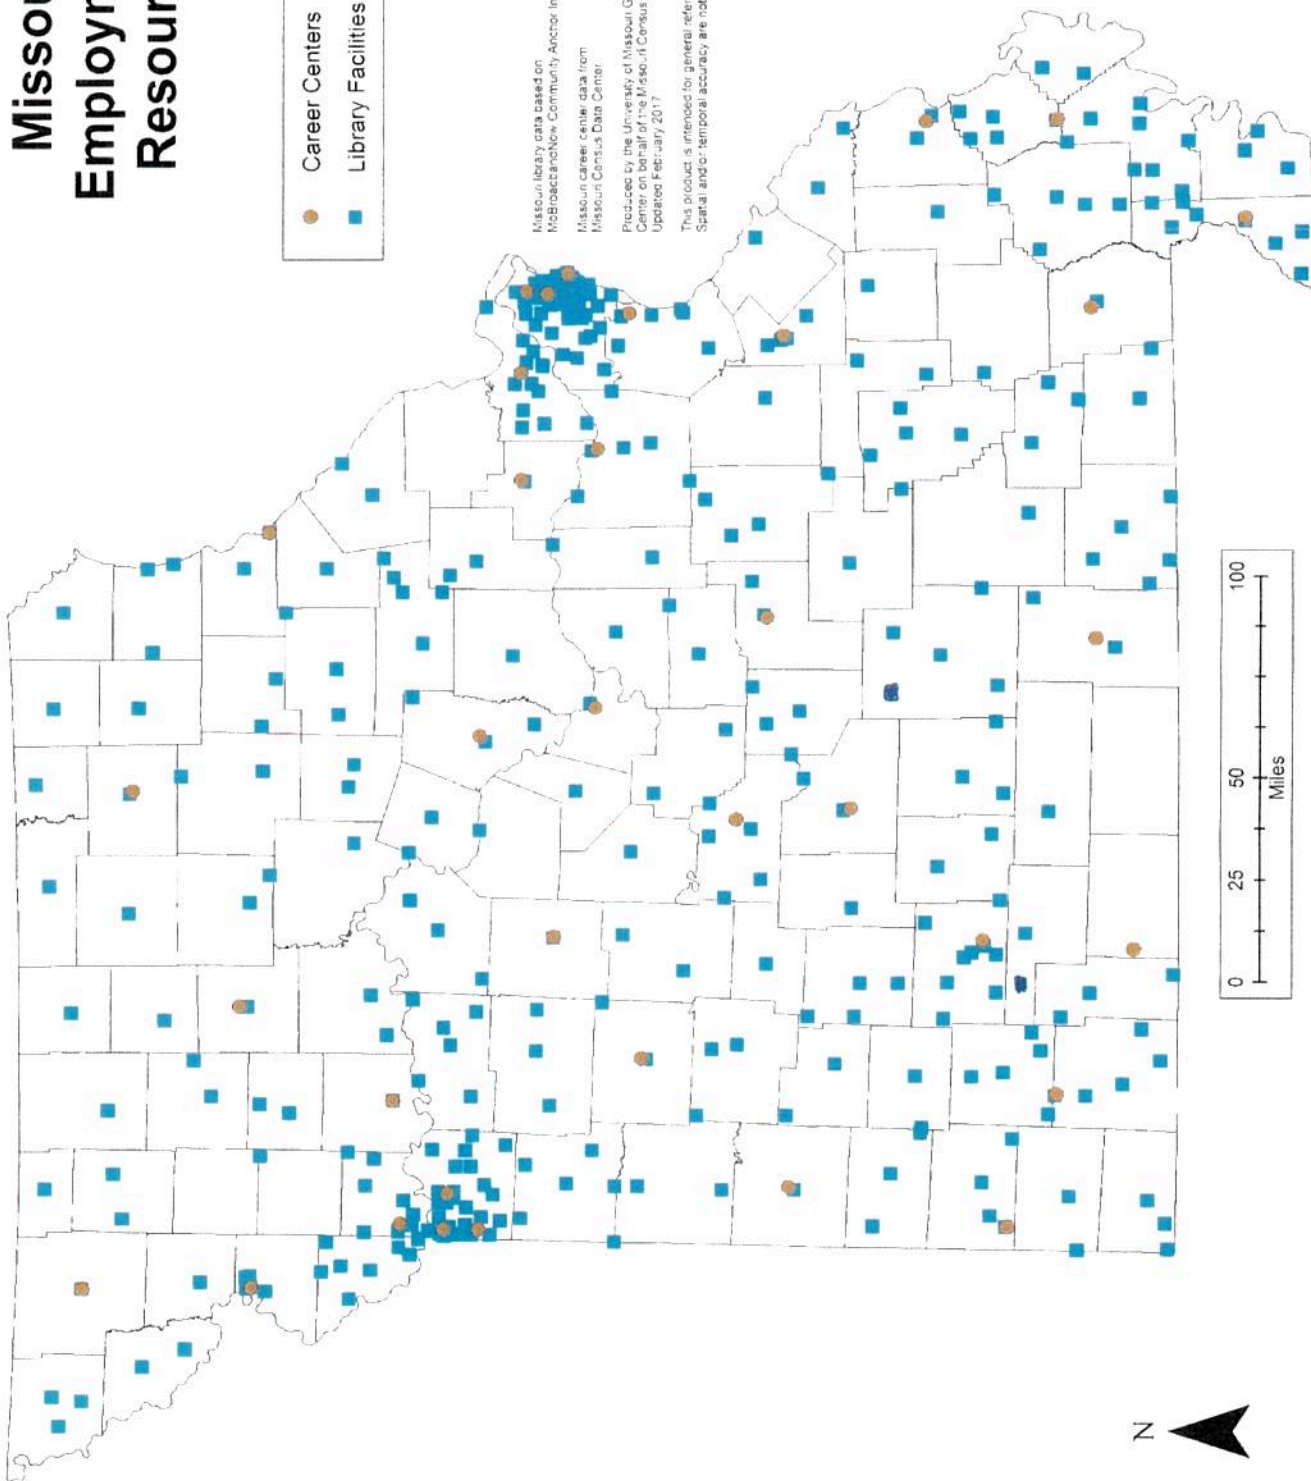 Missou
Employn
Resour
Career Centers
Library Facilities
Missouri library data based on
MoBroadbandNow Community Anchor In
Missouri career center data from
Missouri Census Data Center
Produced by the University of Missouri G
Center on behalf of the Missouri Census
Updated February 2017
This product is intended for general refer
Spatial and/or temporal accuracy are not
0 25 50 100
Miles
N